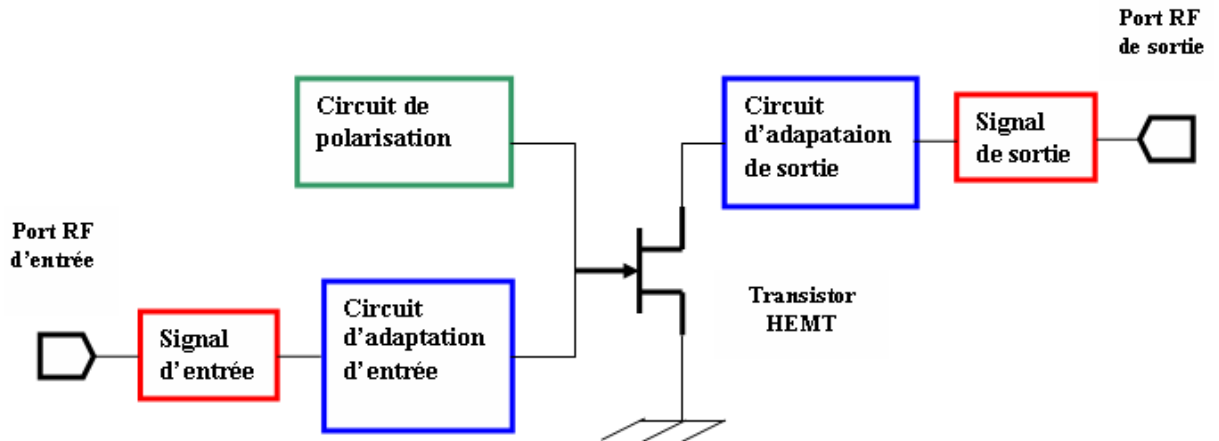 Port RF
de sortie
Circuit de
polarisation
Circuit
d'adapataion
de sortie
Signal
de sortie
Port RF
d'entrée
Transistor
HEMT
Signal
d'entrée
Circuit
d'adaptation
d'entrée